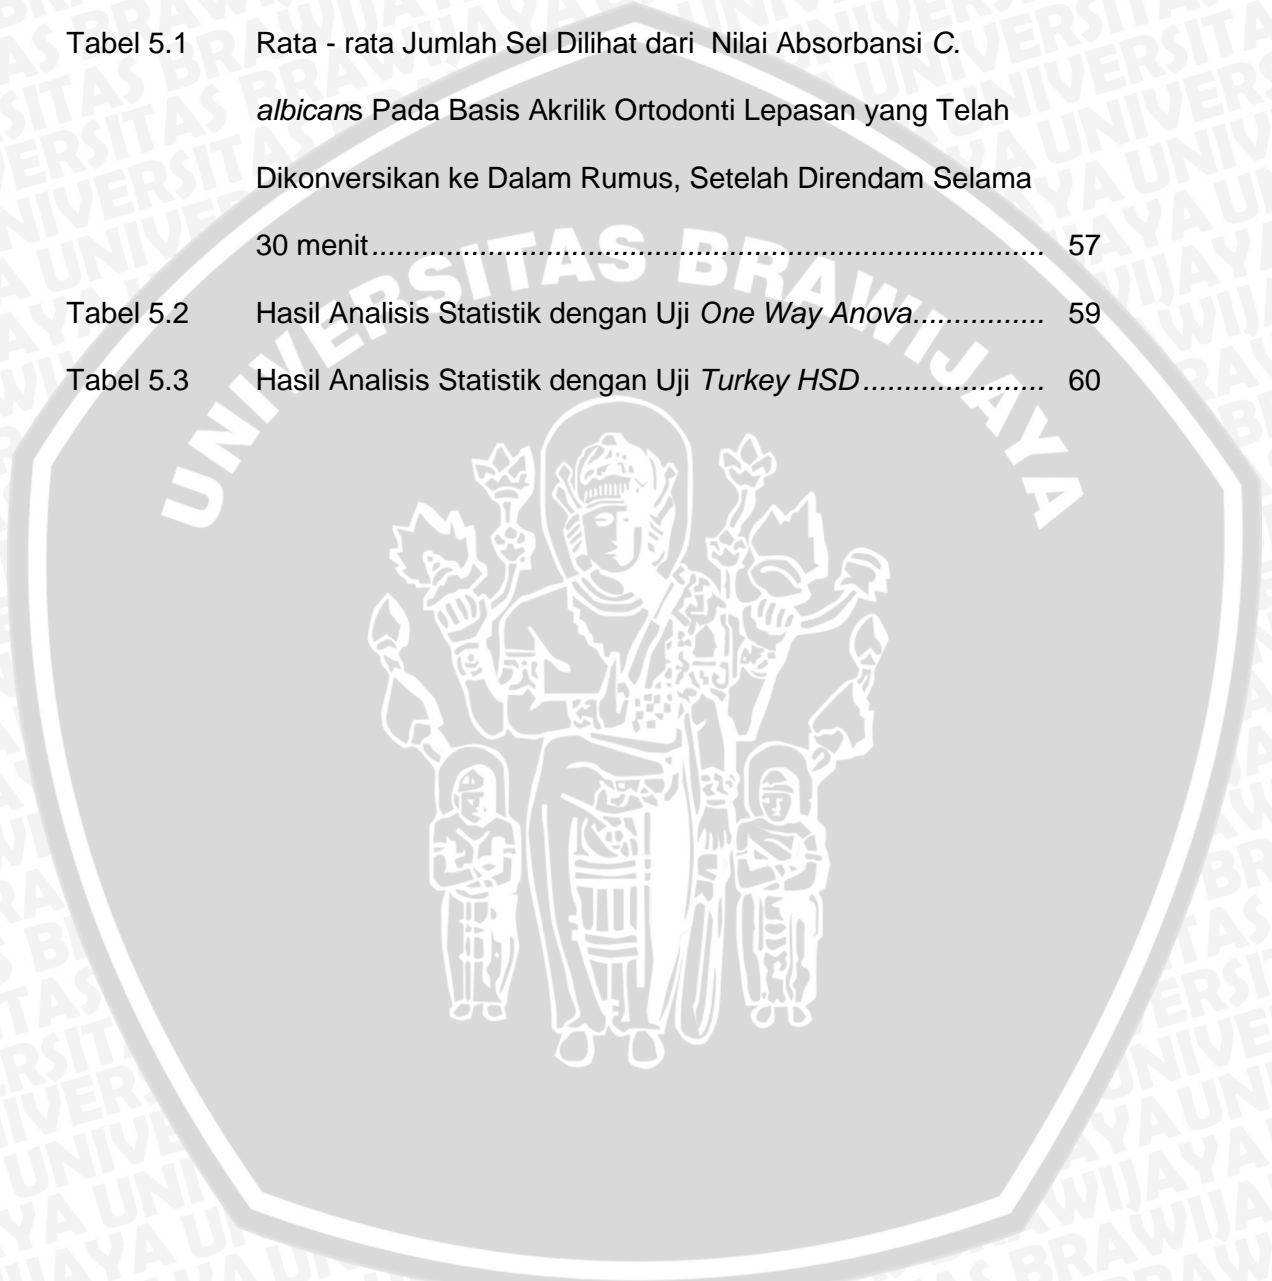 Tabel 5.1 Rata - rata Jumlah Sel Dilihat dari Nilai Absorbansi C.
albicans Pada Basis Akrilik Ortodonti Lepasan yang Telah
Dikonversikan ke Dalam Rumus, Setelah Direndam Selama
30 menit.................................................................................. 57
Tabel 5.2 Hasil Analisis Statistik dengan Uji One Way Anova................ 59
Tabel 5.3 Hasil Analisis Statistik dengan Uji Turkey HSD...................... 60
UNIVERSITAS BRAWIJAYA